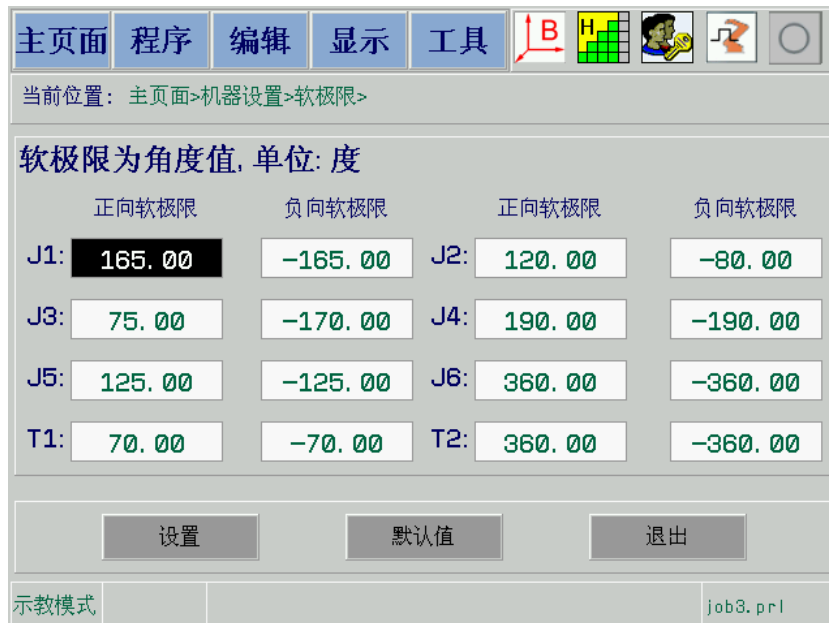 主页面 程序 编辑 显示 工具 B H
当前位置: 主页面>机器设置>软极限>
软极限为角度值, 单位: 度
正向软极限 负向软极限 正向软极限 负向软极限
J1: 165.00 -165.00 J2: 120.00 -80.00
J3: 75.00 -170.00 J4: 190.00 -190.00
J5: 125.00 -125.00 J6: 360.00 -360.00
T1: 70.00 -70.00 T2: 360.00 -360.00
设置 默认值 退出
示教模式 job3.prl